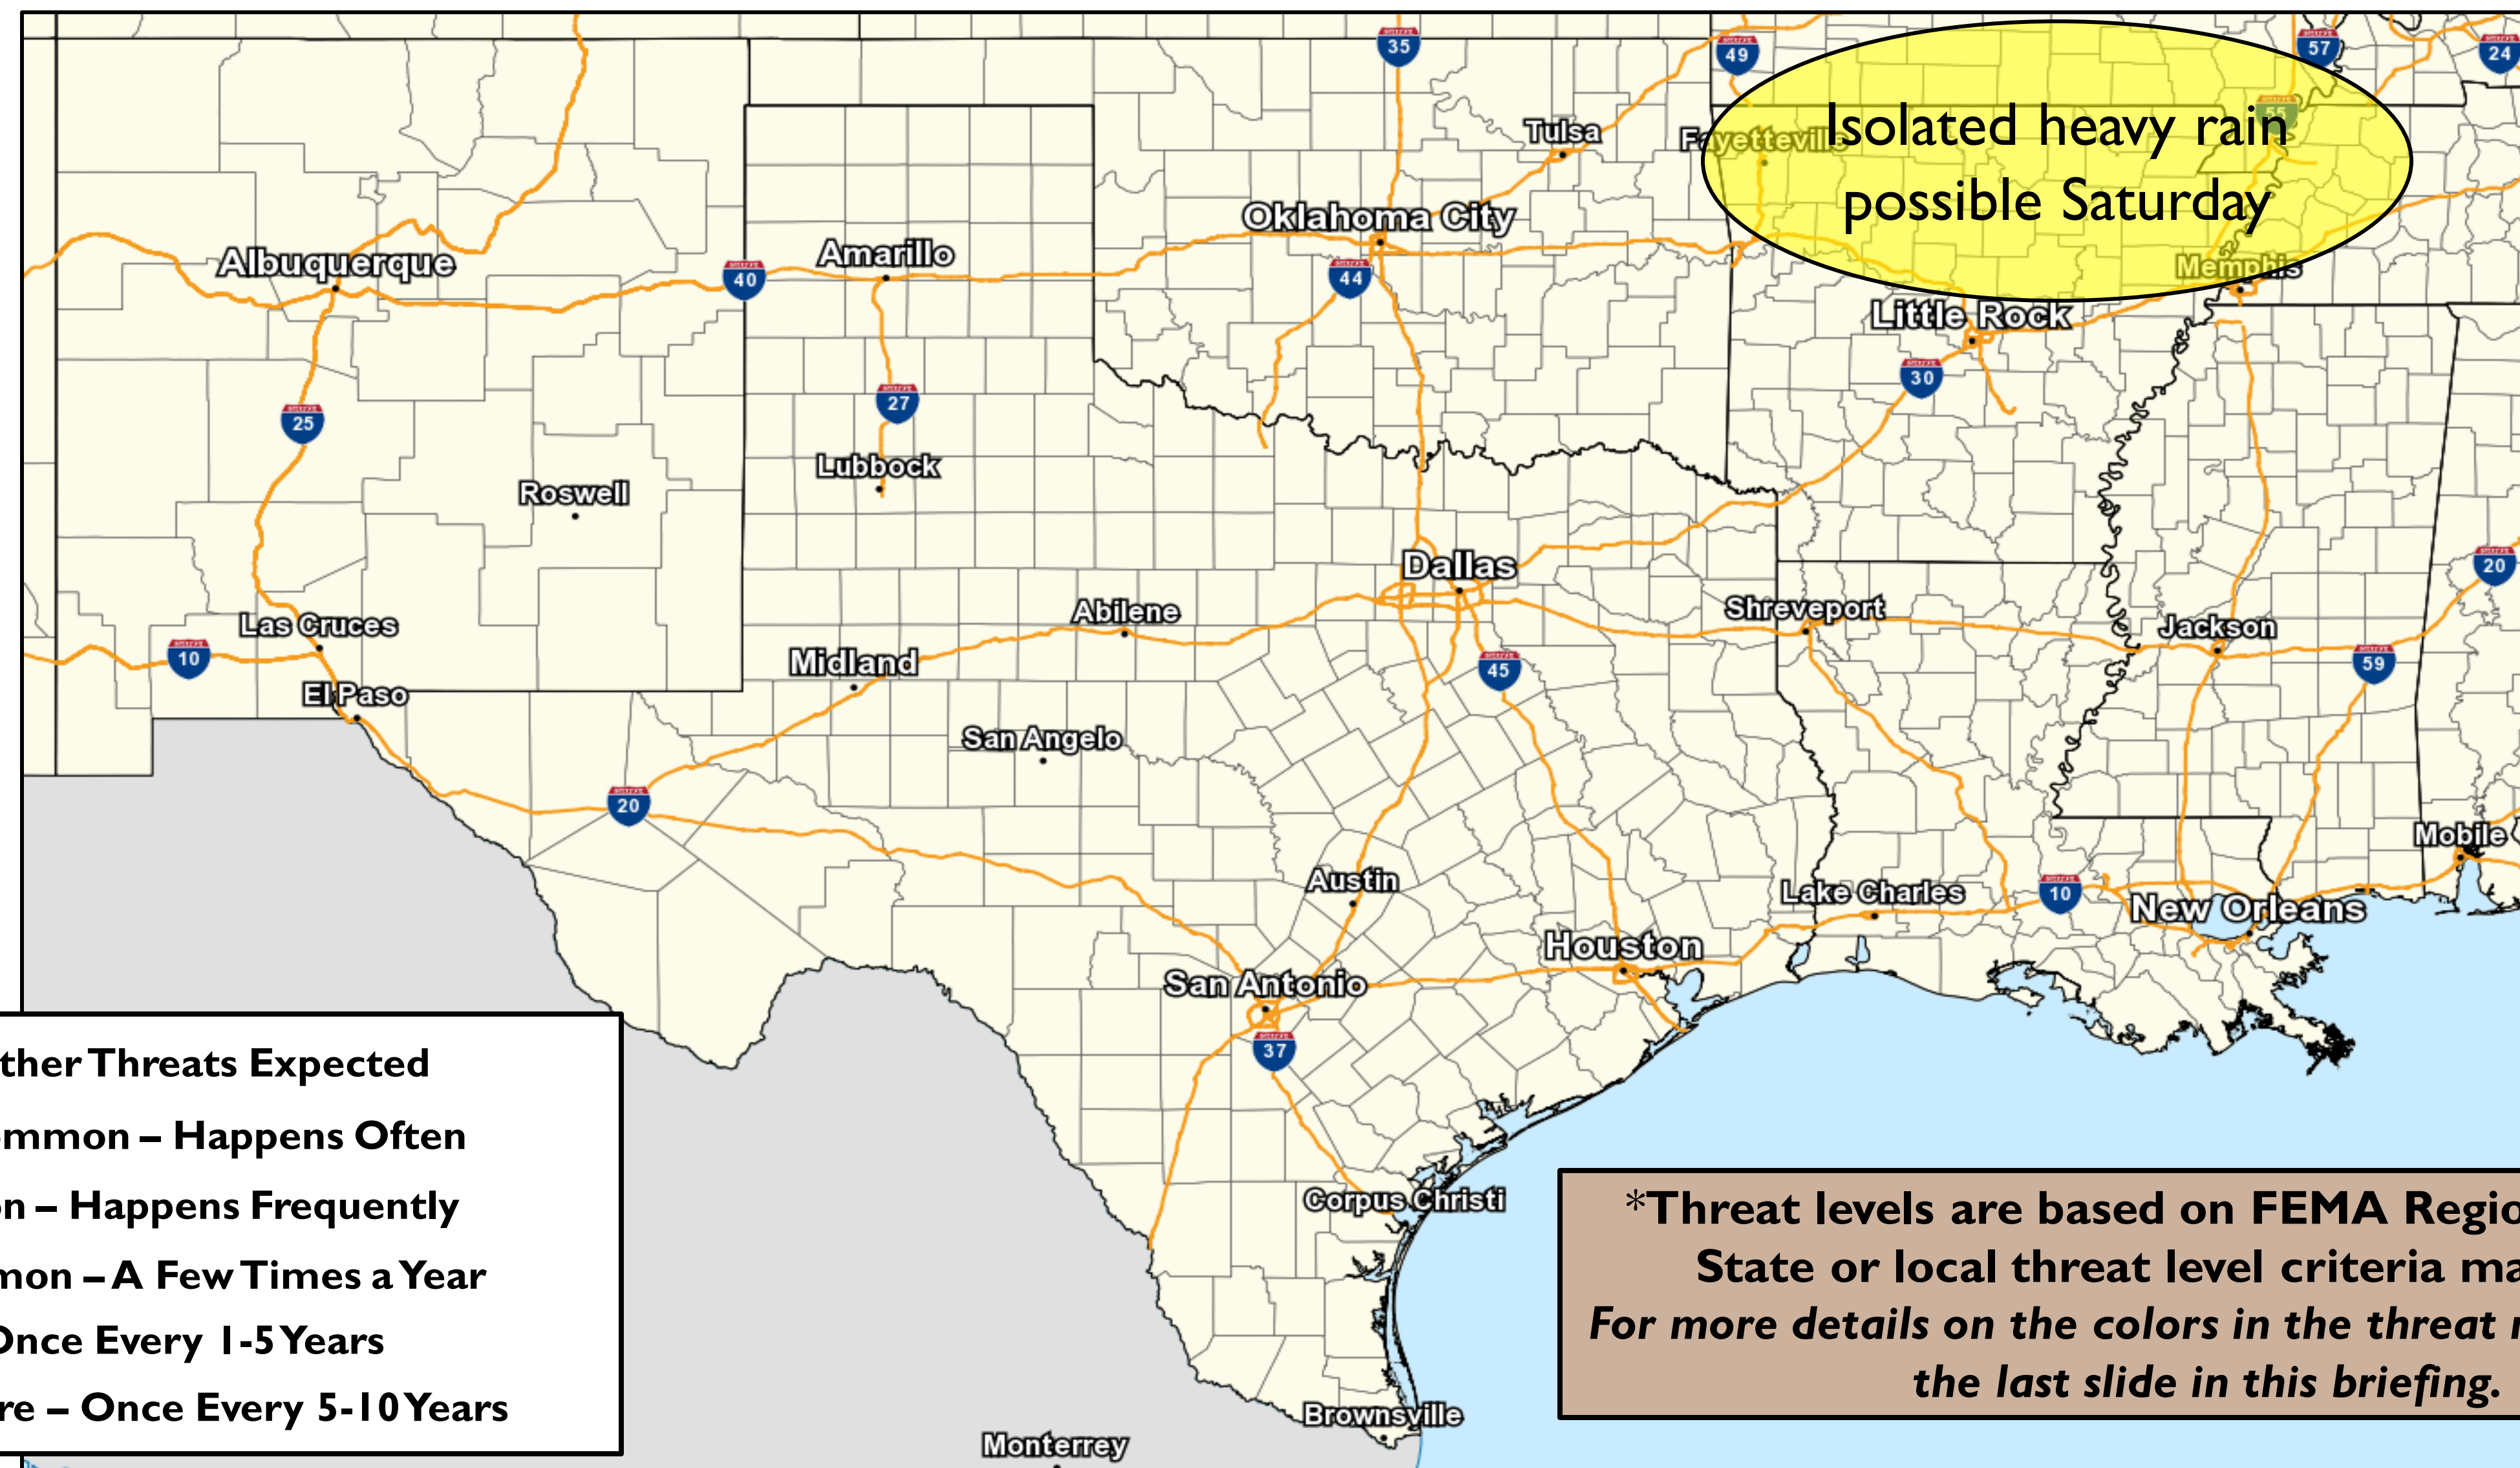 35
49
57
24
55
Isolated heavy rain
possible Saturday
Tulsa
Fayetteville
Oklahoma City
Albuquerque
Amarillo
40
44
Memphis
Little Rock
30
25
27
Lubbock
Roswell
Dallas
20
Abilene
Shreveport
Las Cruces
Jackson
10
Midland
45
59
El Paso
San Angelo
20
Mobile
Austin
Lake Charles
10
New Orleans
Houston
San Antonio
37
Corpus Christi
Brownsville
Monterrey
ther Threats Expected
mmon – Happens Often
n – Happens Frequently
mon – A Few Times a Year
Once Every 1-5 Years
re – Once Every 5-10 Years
*Threat levels are based on FEMA Regio
State or local threat level criteria ma
For more details on the colors in the threat
the last slide in this briefing.